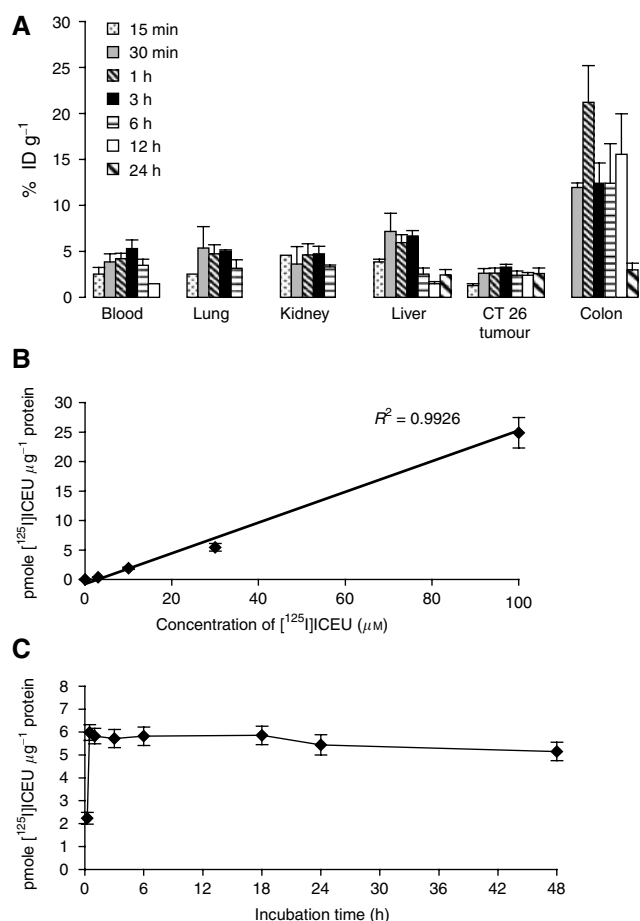 A
% ID g⁻¹
30
25
20
15
10
5
0
15 min
30 min
1 h
3 h
6 h
12 h
24 h
Blood Lung Kidney Liver CT 26 tumour Colon
B
pmole [¹²⁵I]ICEU μg⁻¹ protein
30
25
20
15
10
5
0
R² = 0.9926
0 20 40 60 80 100
Concentration of [¹²⁵I]ICEU (μM)
C
pmole [¹²⁵I]ICEU μg⁻¹ protein
8
7
6
5
4
3
2
1
0
0 6 12 18 24 30 36 42 48
Incubation time (h)